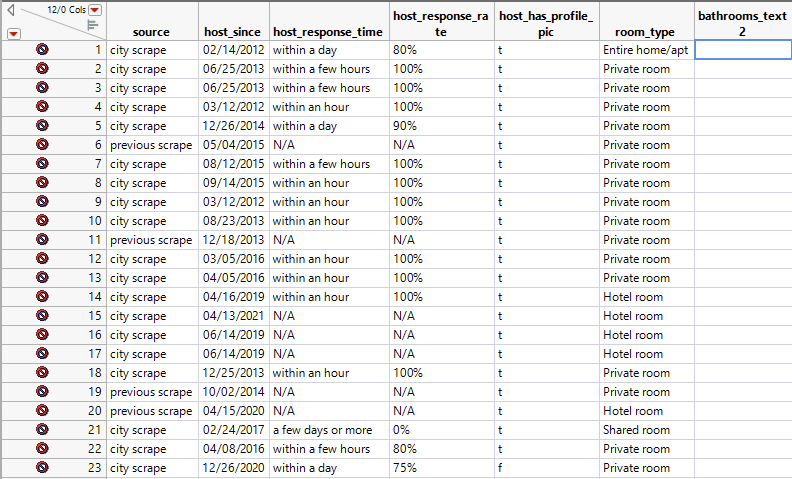 12/0 Cols
source host_since host_response_time host_response_ra te host_has_profile_ pic room_type bathrooms_text 2
1 city scrape 02/14/2012 within a day 80% t Entire home/apt
2 city scrape 06/25/2013 within a few hours 100% t Private room
3 city scrape 06/25/2013 within a few hours 100% t Private room
4 city scrape 03/12/2012 within an hour 100% t Private room
5 city scrape 12/26/2014 within a day 90% t Private room
6 previous scrape 05/04/2015 N/A N/A t Private room
7 city scrape 08/12/2015 within a few hours 100% t Private room
8 city scrape 09/14/2015 within an hour 100% t Private room
9 city scrape 03/12/2012 within an hour 100% t Private room
10 city scrape 08/23/2013 within an hour 100% t Private room
11 previous scrape 12/18/2013 N/A N/A t Private room
12 city scrape 03/05/2016 within an hour 100% t Private room
13 city scrape 04/05/2016 within an hour 100% t Private room
14 city scrape 04/16/2019 within an hour 100% t Hotel room
15 city scrape 04/13/2021 N/A N/A t Hotel room
16 city scrape 06/14/2019 N/A N/A t Hotel room
17 city scrape 06/14/2019 N/A N/A t Hotel room
18 city scrape 12/25/2013 within an hour 100% t Private room
19 previous scrape 10/02/2014 N/A N/A t Private room
20 previous scrape 04/15/2020 N/A N/A t Hotel room
21 city scrape 02/24/2017 a few days or more 0% t Shared room
22 city scrape 04/08/2016 within a few hours 80% t Private room
23 city scrape 12/26/2020 within a day 75% f Private room